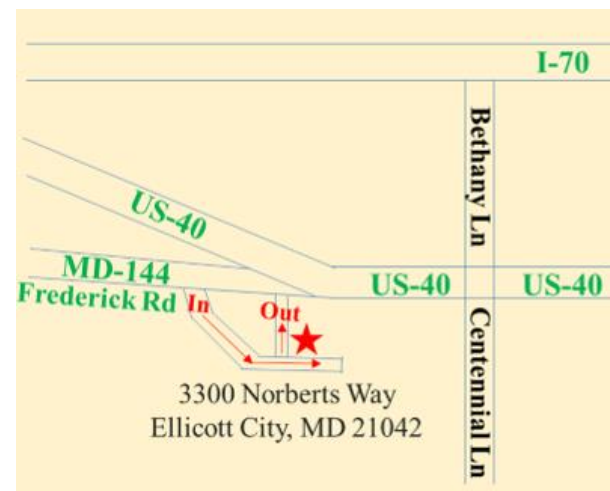 I-70
Bethany Ln
US-40
MD-144
US-40
US-40
Frederick Rd
In
Out
Centennial Ln
3300 Norberts Way
Ellicott City, MD 21042